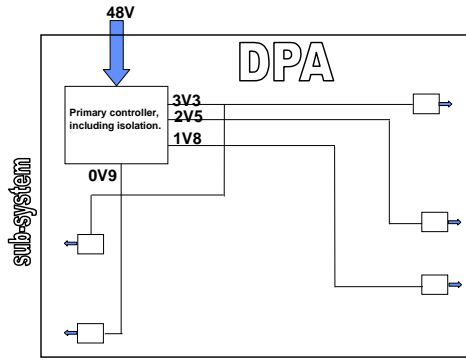 48V
DPA
Primary controller,
including isolation.
3V3
2V5
1V8
0V9
sub-system